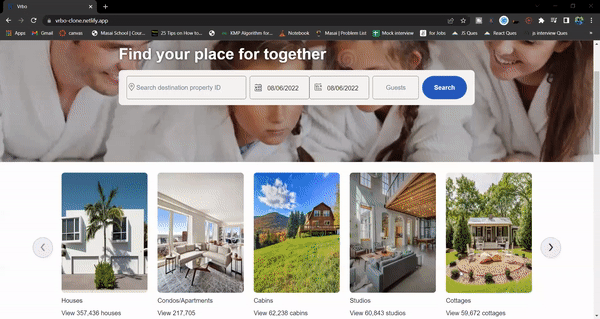 Vrbo
vrbo-clone.netlify.app
Apps
Gmail
canvas
Masai School | Cour...
25 Tips on How to...
KMP Algorithm for...
Notebook
Masai | Problem List
Mock interview
for Jobs
JS Ques
React Ques
interview Ques
Find your place for together
Search destination property ID
08/06/2022
08/06/2022
Guests
Search
Houses
View 357,436 houses
Condos/Apartments
View 217,705
Cabins
View 62,238 cabins
Studios
View 60,843 studios
Cottages
View 59,672 cottages